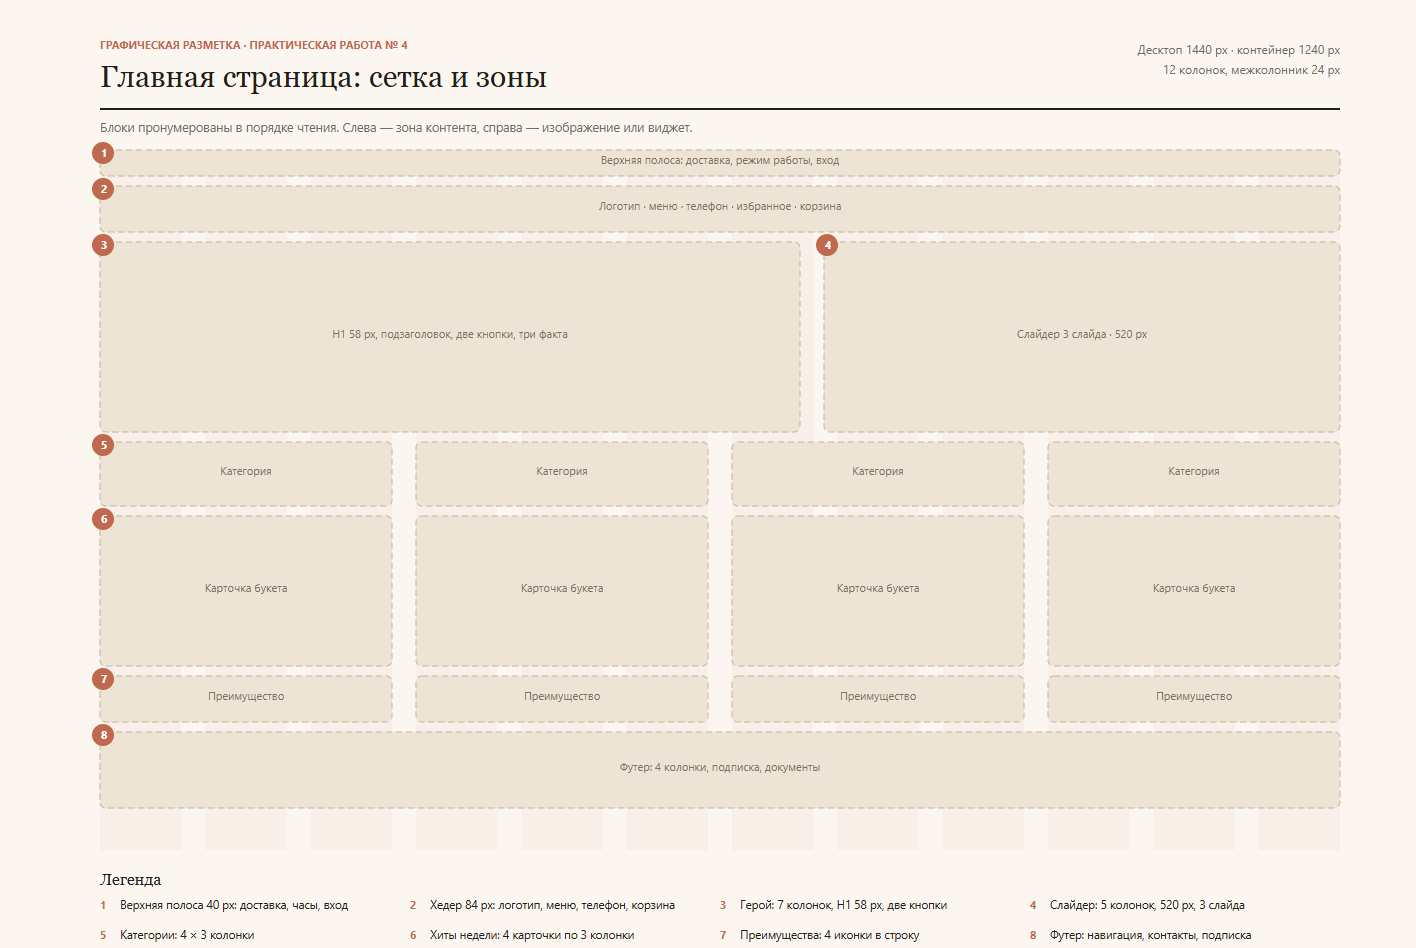 ГРАФИЧЕСКАЯ РАЗМЕТКА · ПРАКТИЧЕСКАЯ РАБОТА № 4
Главная страница: сетка и зоны
Десктоп 1440 px · контейнер 1240 px
12 колонок, межколонник 24 px
Блоки пронумерованы в порядке чтения. Слева — зона контента, справа — изображение или виджет.
1
Верхняя полоса: доставка, режим работы, вход
2
Логотип · меню · телефон · избранное · корзина
3
H1 58 px, подзаголовок, две кнопки, три факта
4
Слайдер 3 слайда · 520 px
5
Категория
Категория
Категория
Категория
6
Карточка букета
Карточка букета
Карточка букета
Карточка букета
7
Преимущество
Преимущество
Преимущество
Преимущество
8
Футер: 4 колонки, подписка, документы
Легенда
1 Верхняя полоса 40 px: доставка, часы, вход
2 Хедер 84 px: логотип, меню, телефон, корзина
3 Герой: 7 колонок, H1 58 px, две кнопки
4 Слайдер: 5 колонок, 520 px, 3 слайда
5 Категории: 4 × 3 колонки
6 Хиты недели: 4 карточки по 3 колонки
7 Преимущества: 4 иконки в строку
8 Футер: навигация, контакты, подписка